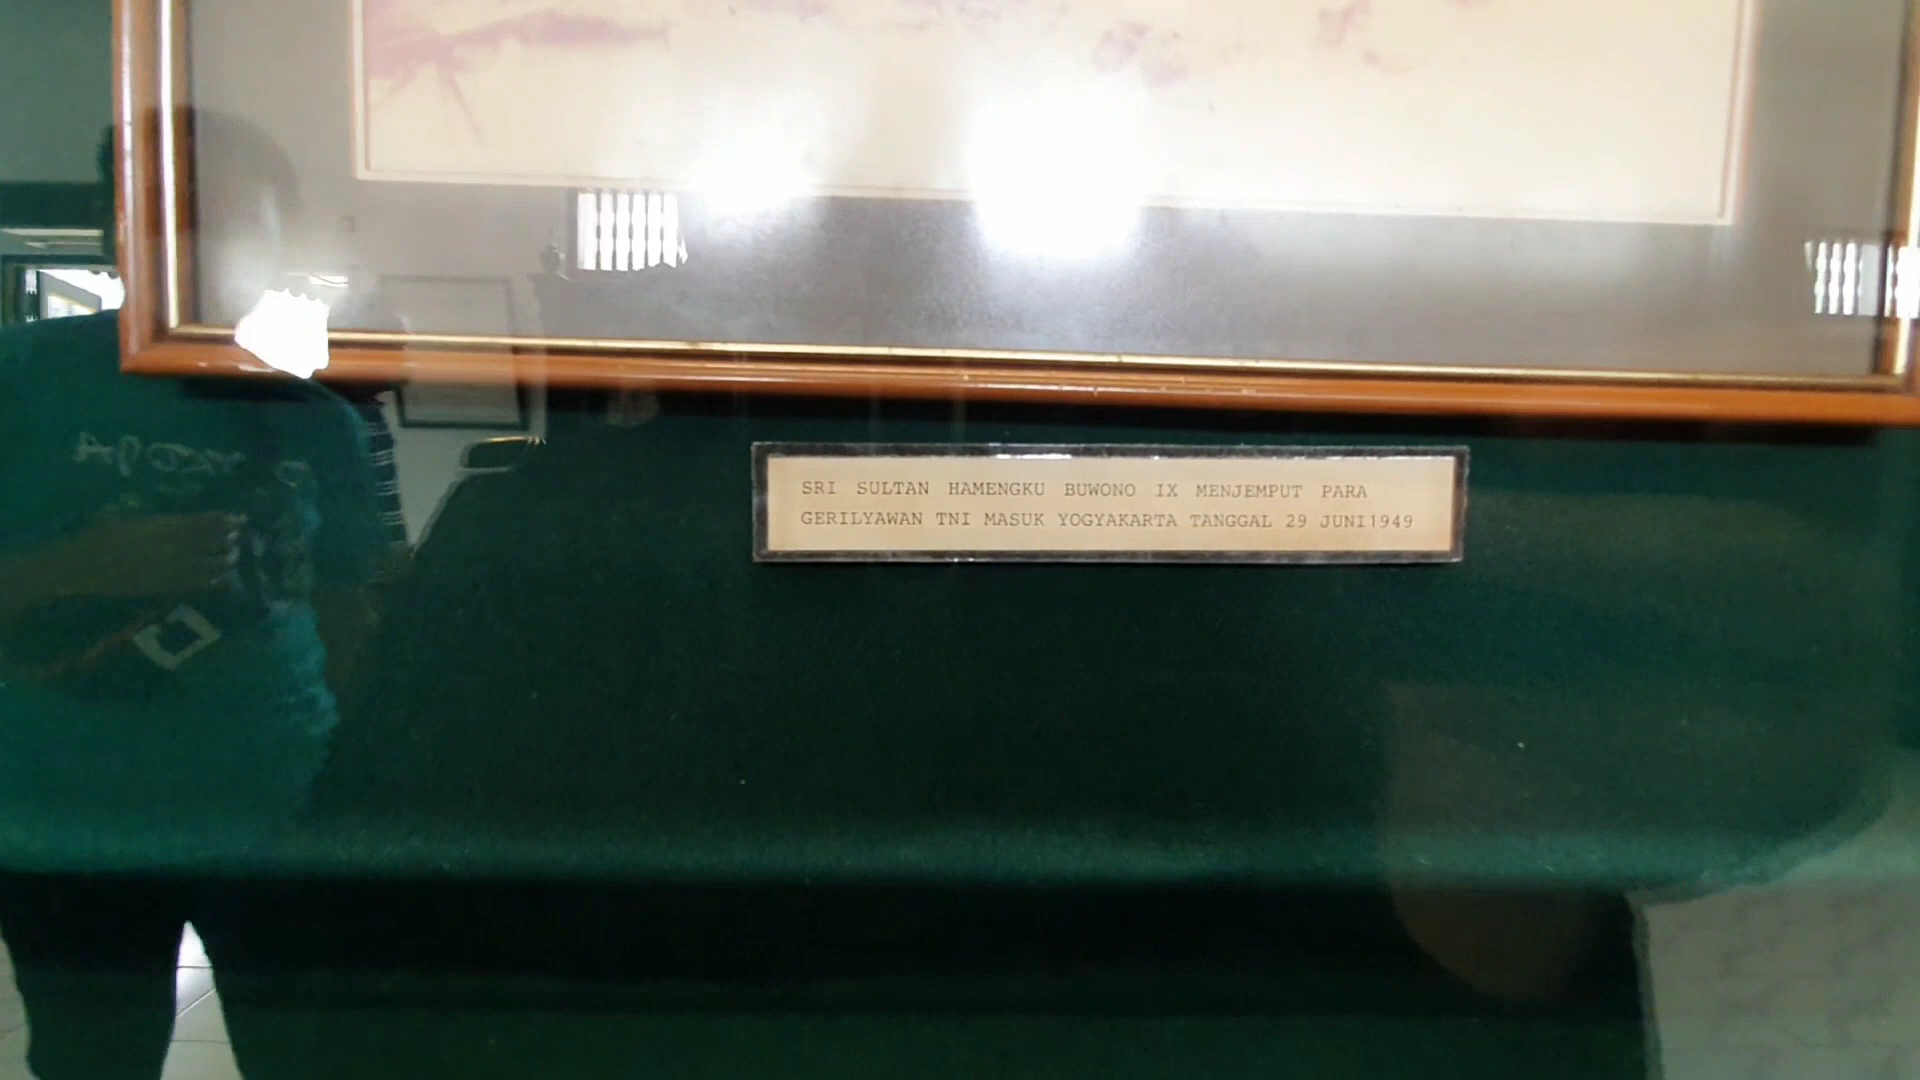 SRI SULTAN HAMENGKU BUWONO IX MENJEMPUT PARA
GERILYAWAN TNI MASUK YOGYAKARTA TANGGAL 29 JUNI1949